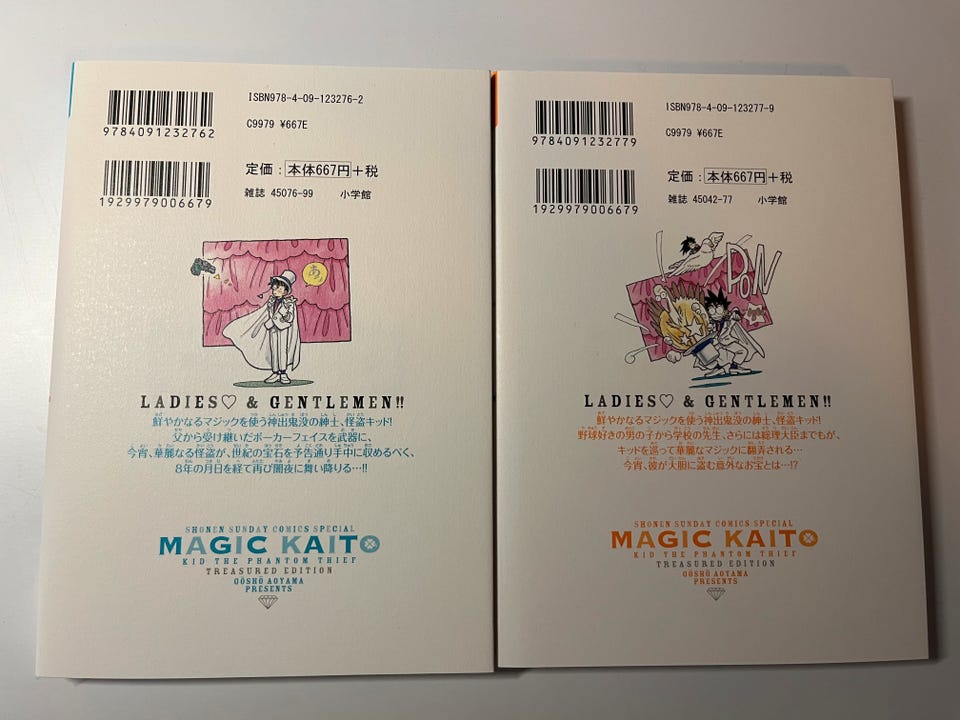 ISBN978-4-09-123276-2
C9979 ¥667E
9784091232762
定価：本体667円＋税
雑誌 45076-99 小学館
1929979006679
あっ
LADIES♡ & GENTLEMEN!!
鮮やかなるマジックを使う神出鬼没の紳士、怪盗キッド!
父から受け継いだポーカーフェイスを武器に、
今宵、華麗なる怪盗が、世紀の宝石を予告通り手中に収めるべく、
8年の月日を経て再び闇夜に舞い降りる…!!
SHONEN SUNDAY COMICS SPECIAL
MAGIC KAITO
KID THE PHANTOM THIEF
TREASURED EDITION
GŌSHŌ AOYAMA
PRESENTS
ISBN978-4-09-123277-9
C9979 ¥667E
9784091232779
定価：本体667円＋税
雑誌 45042-77 小学館
1929979006679
POW
LADIES♡ & GENTLEMEN!!
鮮やかなるマジックを使う神出鬼没の紳士、怪盗キッド!
野球好きの男の子から学校の先生、さらには総理大臣までもが、
キッドを巡って華麗なマジックに翻弄される…
今宵、彼が大胆に盗む意外なお宝とは…!?
SHONEN SUNDAY COMICS SPECIAL
MAGIC KAITO
KID THE PHANTOM THIEF
TREASURED EDITION
GŌSHŌ AOYAMA
PRESENTS